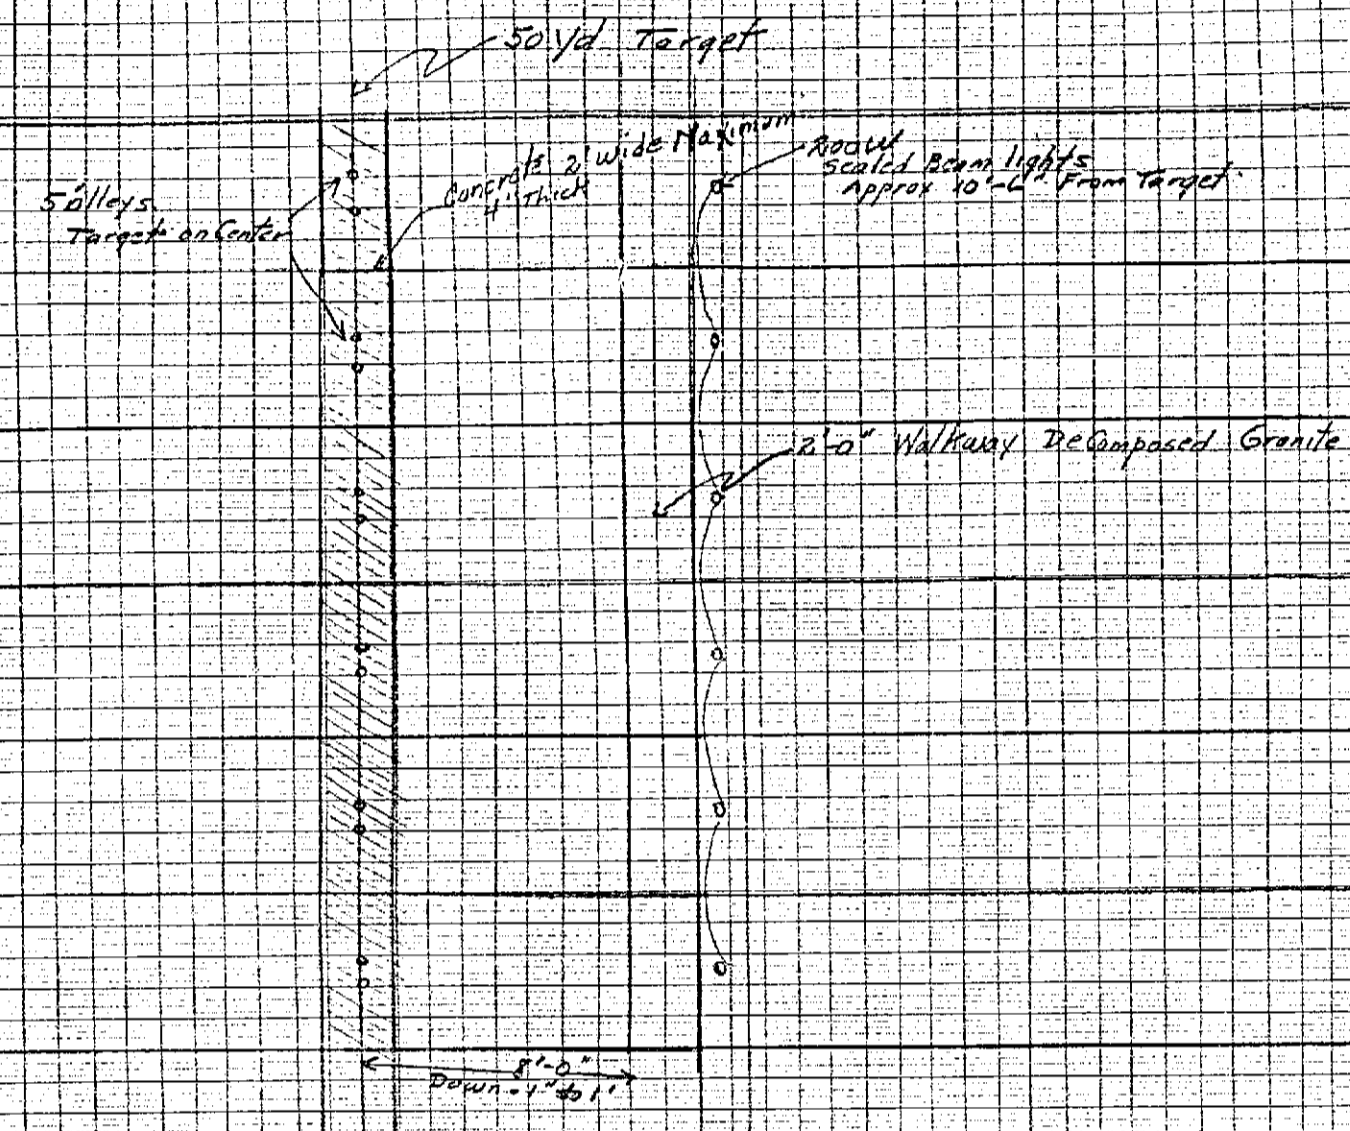 50 Yd Target
Concrete 2' Wide Maximum
4" Thick
200W
Sealed Beam lights
Approx 10'-6" From Target
5' alleys
Target on Center
2'-0" Walkway DeComposed Granite
8'-0"
Down - 1" to 1'